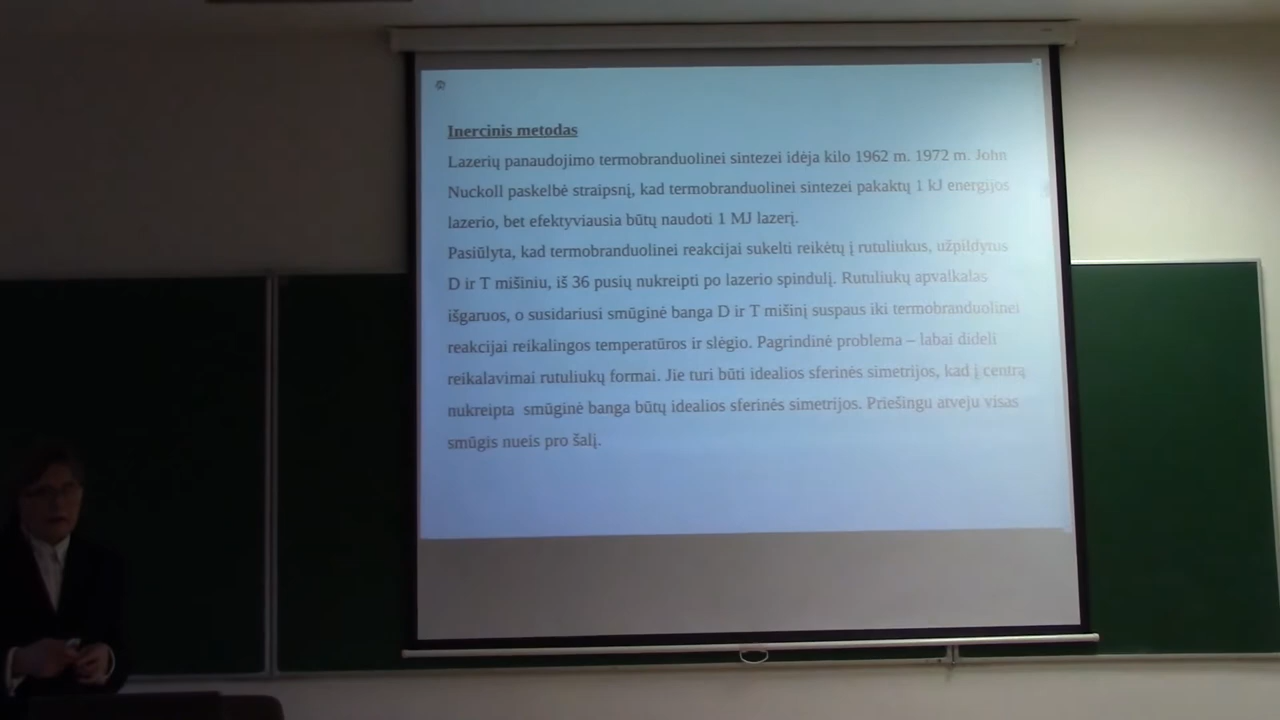 Inercinis metodas
Lazerių panaudojimo termobranduolinei sintezei idėja kilo 1962 m. 1972 m. John
Nuckoll paskelbė straipsnį, kad termobranduolinei sintezei pakaktų 1 kJ energijos
lazerio, bet efektyviausia būtų naudoti 1 MJ lazerį.
Pasiūlyta, kad termobranduolinei reakcijai sukelti reikėtų į rutuliukus, užpildytus
D ir T mišiniu, iš 36 pusių nukreipti po lazerio spindulį. Rutuliukų apvalkalas
išgaruos, o susidariusi smūginė banga D ir T mišinį suspaus iki termobranduolinei
reakcijai reikalingos temperatūros ir slėgio. Pagrindinė problema – labai dideli
reikalavimai rutuliukų formai. Jie turi būti idealios sferinės simetrijos, kad į centrą
nukreipta smūginė banga būtų idealios sferinės simetrijos. Priešingu atveju visas
smūgis nueis pro šalį.